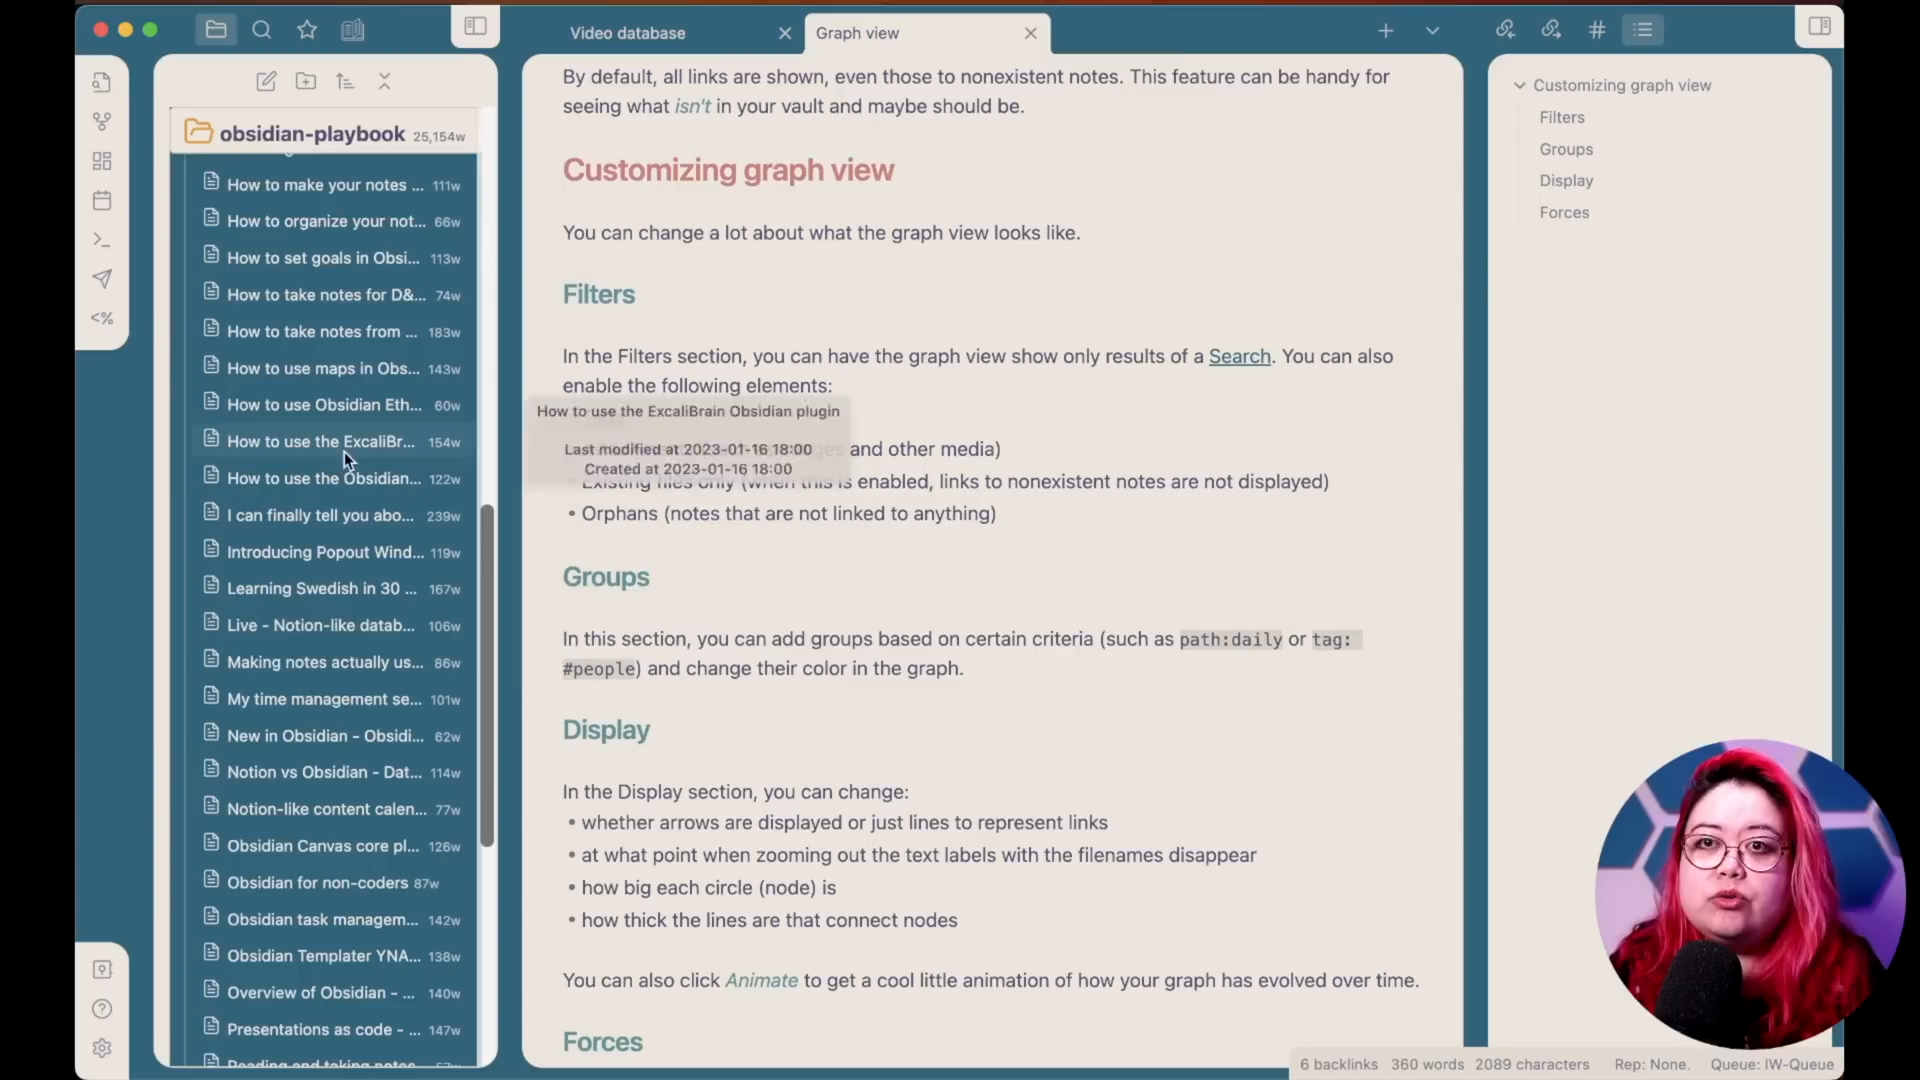 Video database
Graph view
obsidian-playbook 25,154w
How to make your notes ... 111w
How to organize your not... 66w
How to set goals in Obsi... 113w
How to take notes for D&... 74w
How to take notes from ... 183w
How to use maps in Obs... 143w
How to use Obsidian Eth... 60w
How to use the ExcaliBr... 154w
How to use the Obsidian... 122w
I can finally tell you abo... 239w
Introducing Popout Wind... 119w
Learning Swedish in 30 ... 167w
Live - Notion-like datab... 106w
Making notes actually us... 86w
My time management se... 101w
New in Obsidian - Obsidi... 62w
Notion vs Obsidian - Dat... 114w
Notion-like content calen... 77w
Obsidian Canvas core pl... 126w
Obsidian for non-coders 87w
Obsidian task managem... 142w
Obsidian Templater YNA... 138w
Overview of Obsidian - ... 140w
Presentations as code - ... 147w
Reading and taking notes
<%
By default, all links are shown, even those to nonexistent notes. This feature can be handy for
seeing what isn't in your vault and maybe should be.
Customizing graph view
You can change a lot about what the graph view looks like.
Filters
In the Filters section, you can have the graph view show only results of a Search. You can also
enable the following elements:
How to use the ExcaliBrain Obsidian plugin
Last modified at 2023-01-16 18:00
Created at 2023-01-16 18:00
and other media)
• Existing files only (when this is enabled, links to nonexistent notes are not displayed)
• Orphans (notes that are not linked to anything)
Groups
In this section, you can add groups based on certain criteria (such as path:daily or tag:
#people) and change their color in the graph.
Display
In the Display section, you can change:
• whether arrows are displayed or just lines to represent links
• at what point when zooming out the text labels with the filenames disappear
• how big each circle (node) is
• how thick the lines are that connect nodes
You can also click Animate to get a cool little animation of how your graph has evolved over time.
Forces
Customizing graph view
Filters
Groups
Display
Forces
6 backlinks 360 words 2089 characters Rep: None. Queue: IW-Queue